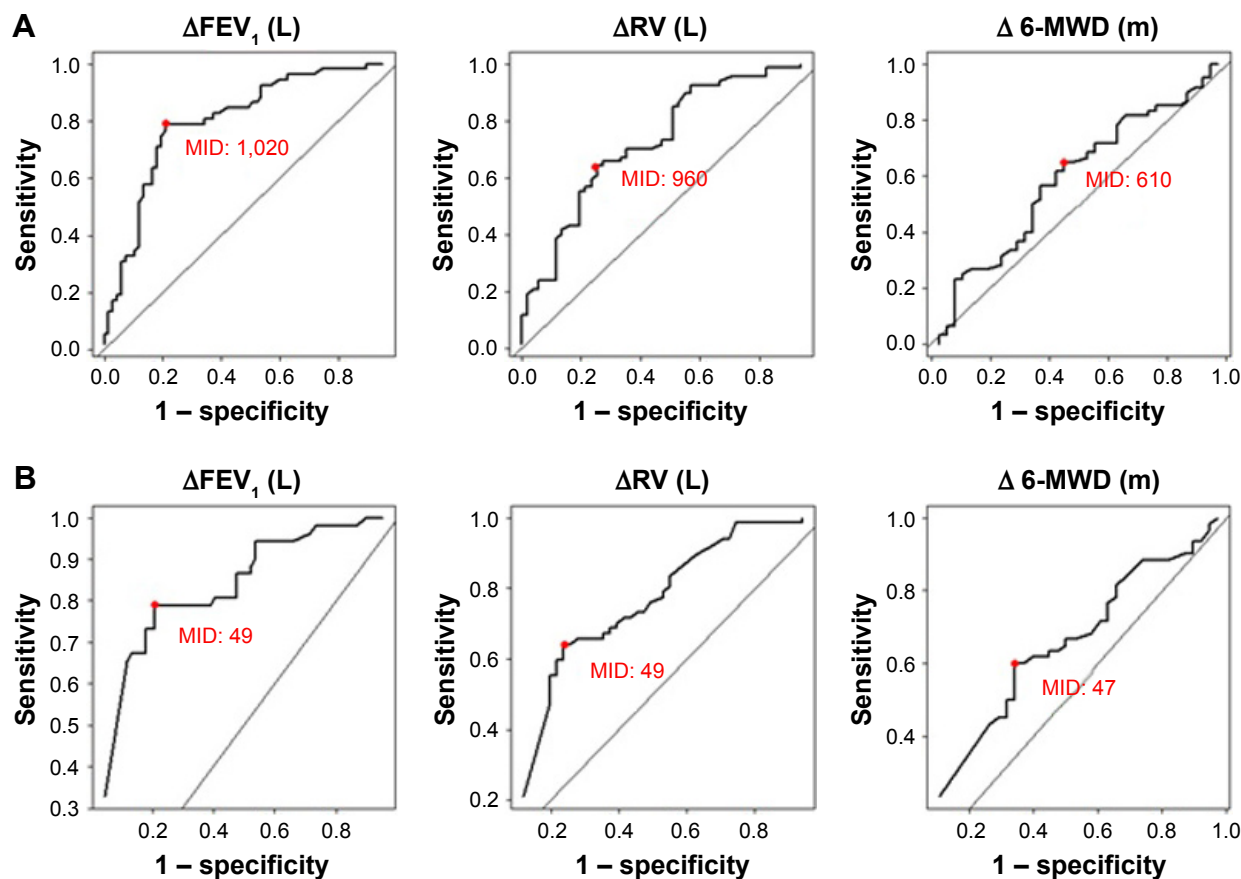 A
ΔFEV1 (L)
ΔRV (L)
Δ 6-MWD (m)
Sensitivity
1.0
0.8
0.6
0.4
0.2
0.0
MID: 1,020
0.0 0.2 0.4 0.6 0.8
1 – specificity
Sensitivity
1.0
0.8
0.6
0.4
0.2
0.0
MID: 960
0.0 0.2 0.4 0.6 0.8
1 – specificity
Sensitivity
1.0
0.8
0.6
0.4
0.2
0.0
MID: 610
0.0 0.2 0.4 0.6 0.8 1.0
1 – specificity
B
ΔFEV1 (L)
ΔRV (L)
Δ 6-MWD (m)
Sensitivity
1.0
0.9
0.8
0.7
0.6
0.5
0.4
0.3
MID: 49
0.2 0.4 0.6 0.8
1 – specificity
Sensitivity
1.0
0.8
0.6
0.4
0.2
MID: 49
0.2 0.4 0.6 0.8
1 – specificity
Sensitivity
1.0
0.8
0.6
0.4
MID: 47
0.2 0.4 0.6 0.8 1.0
1 – specificity